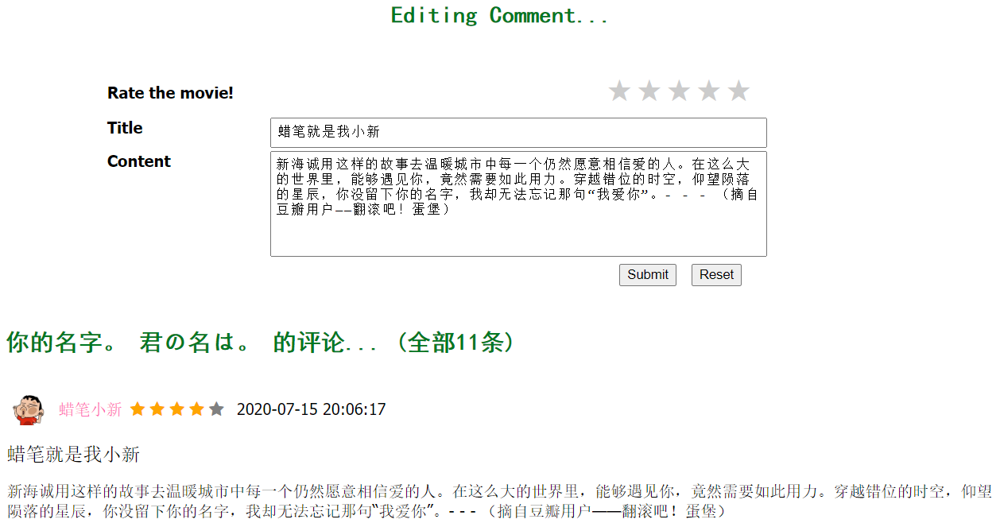 Editing Comment...
Rate the movie!
Title
蜡笔就是我小新
Content
新海诚用这样的故事去温暖城市中每一个仍然愿意相信爱的人。在这么大
的世界里，能够遇见你，竟然需要如此用力。穿越错位的时空，仰望陨落
的星辰，你没留下你的名字，我却无法忘记那句“我爱你”。- - - （摘自
豆瓣用户——翻滚吧！蛋堡）
Submit Reset
你的名字。 君の名は。 的评论... (全部11条)
蜡笔小新 2020-07-15 20:06:17
蜡笔就是我小新
新海诚用这样的故事去温暖城市中每一个仍然愿意相信爱的人。在这么大的世界里，能够遇见你，竟然需要如此用力。穿越错位的时空，仰望
陨落的星辰，你没留下你的名字，我却无法忘记那句“我爱你”。- - - （摘自豆瓣用户——翻滚吧！蛋堡）